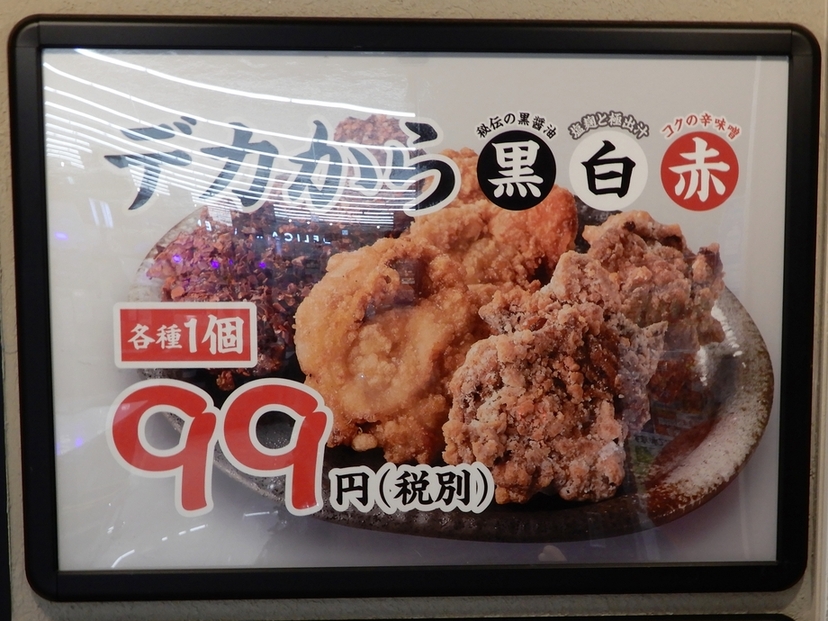 デカから
秘伝の黒醤油
黒
塩麹と極出汁
白
コクの辛味噌
赤
各種1個
99円(税別)